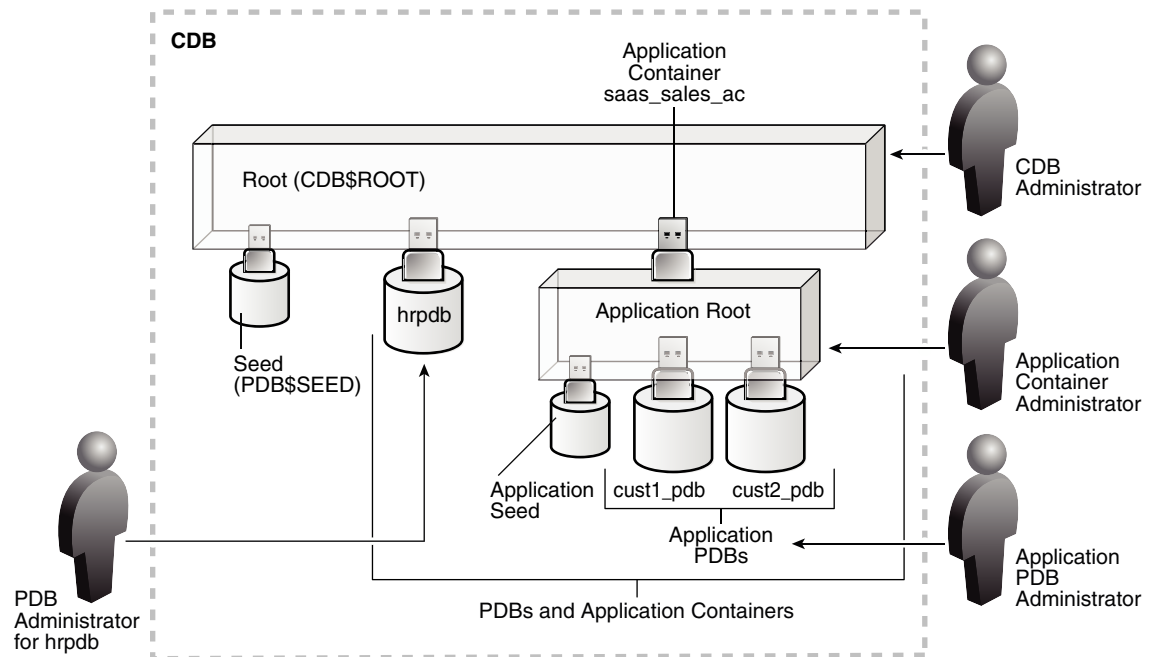 CDB
Application
Container
saas_sales_ac
Root (CDB$ROOT)
CDB
Administrator
hrpdb
Application Root
Seed
(PDB$SEED)
Application
Container
Administrator
Application
Seed
cust1_pdb
cust2_pdb
Application
PDBs
Application
PDB
Administrator
PDB
Administrator
for hrpdb
PDBs and Application Containers